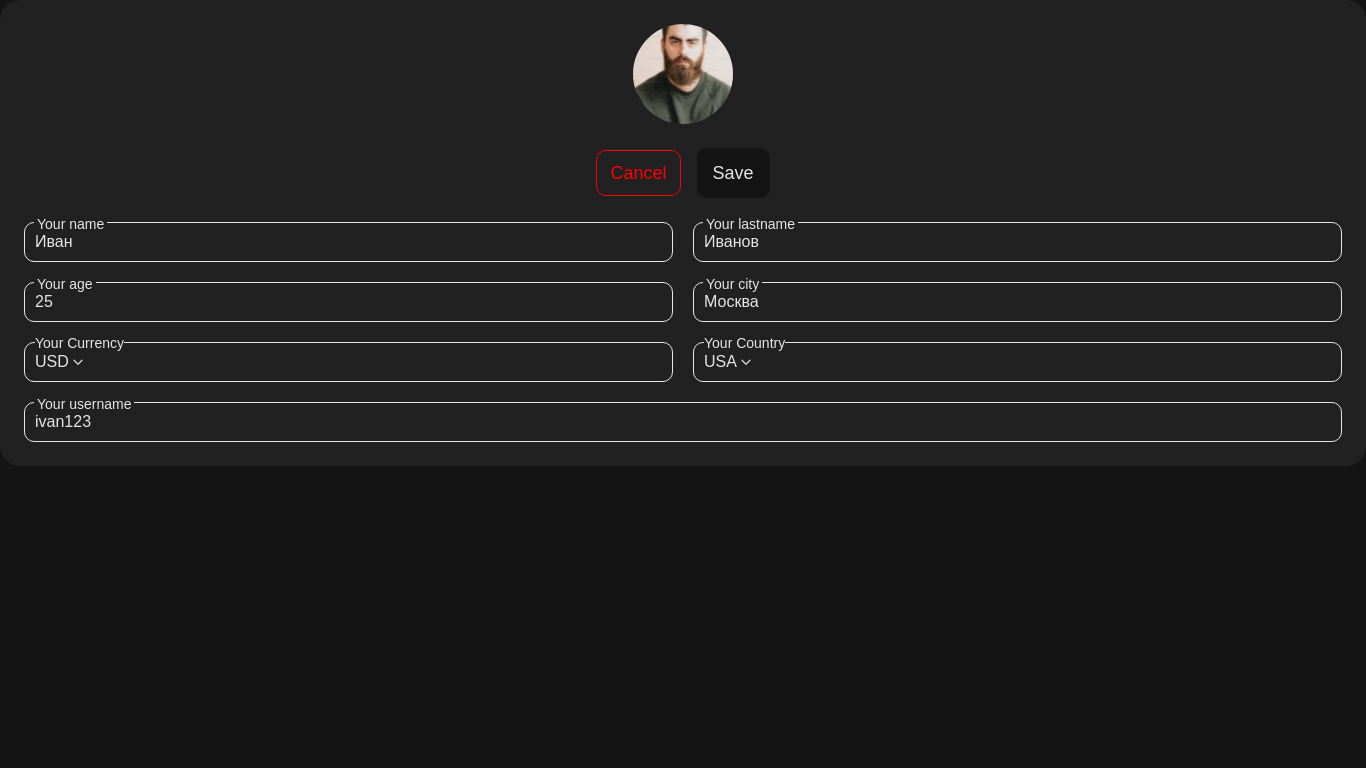 Cancel Save
Your name Your lastname
Иван Иванов
Your age Your city
25 Москва
Your Currency Your Country
USD USA
Your username
ivan123